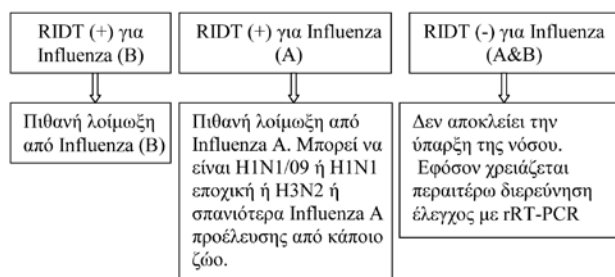 RIDT (+) για
Influenza (B)
RIDT (+) για Influenza
(A)
RIDT (-) για Influenza
(A&B)
Πιθανή λοίμωξη
από Influenza (B)
Πιθανή λοίμωξη από
Influenza A. Μπορεί να
είναι H1N1/09 ή H1N1
εποχική ή H3N2 ή
σπανιότερα Influenza A
προέλευσης από κάποιο
ζώο.
Δεν αποκλείει την
ύπαρξη της νόσου.
Εφόσον χρειάζεται
περαιτέρω διερεύνηση
έλεγχος με rRT-PCR